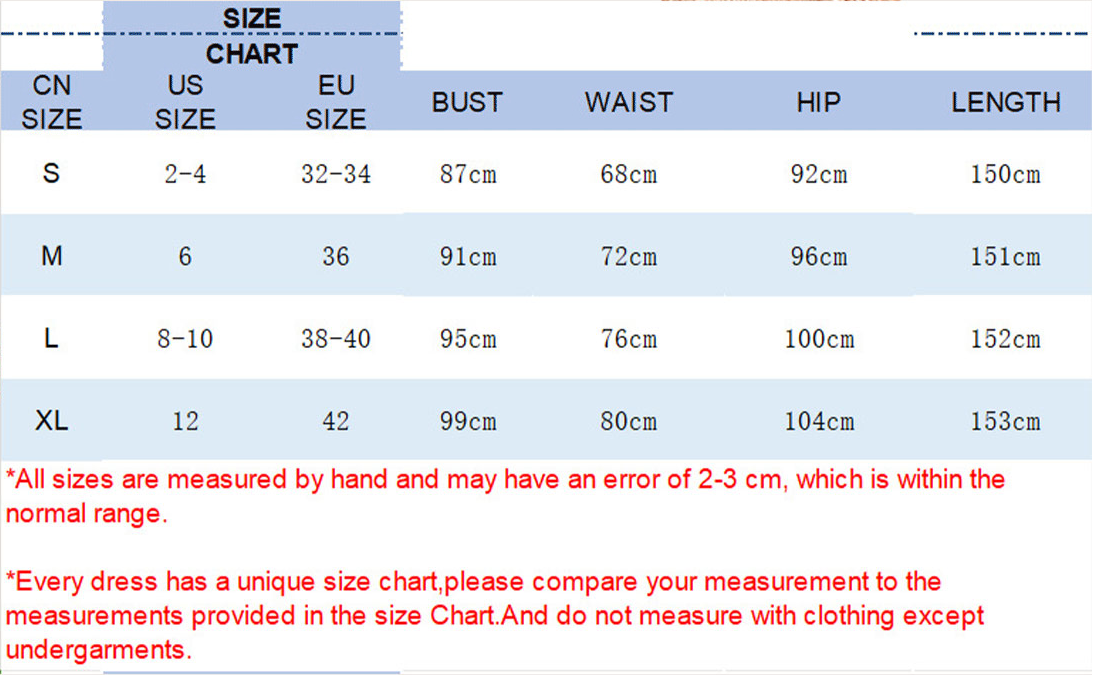 SIZE
CHART
CN SIZE US SIZE EU SIZE BUST WAIST HIP LENGTH
S 2-4 32-34 87cm 68cm 92cm 150cm
M 6 36 91cm 72cm 96cm 151cm
L 8-10 38-40 95cm 76cm 100cm 152cm
XL 12 42 99cm 80cm 104cm 153cm
*All sizes are measured by hand and may have an error of 2-3 cm, which is within the
normal range.
*Every dress has a unique size chart,please compare your measurement to the
measurements provided in the size Chart.And do not measure with clothing except
undergarments.